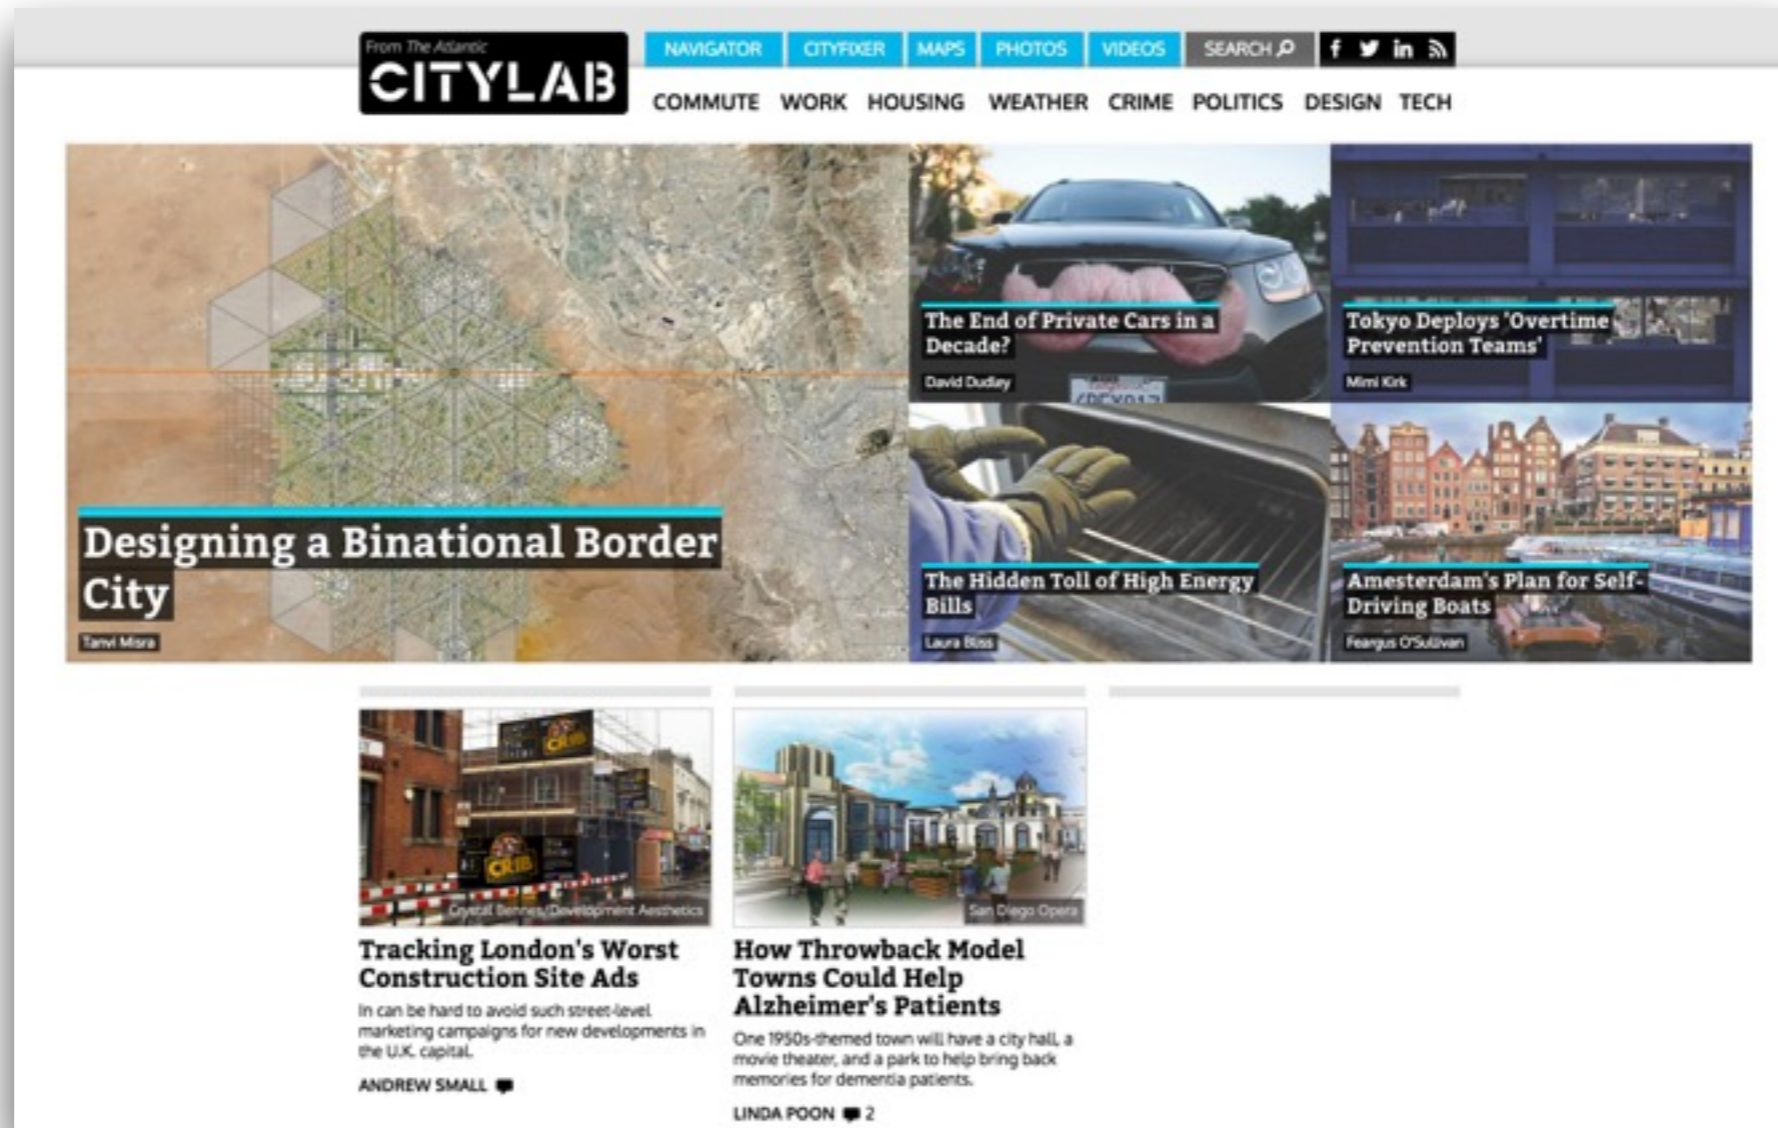 From The Atlantic
CITYLAB
NAVIGATOR CITYFIXER MAPS PHOTOS VIDEOS SEARCH
COMMUTE WORK HOUSING WEATHER CRIME POLITICS DESIGN TECH
Designing a Binational Border
City
Tanvi Misra
The End of Private Cars in a
Decade?
David Dudley
Tokyo Deploys 'Overtime
Prevention Teams'
Mimi Kirk
The Hidden Toll of High Energy
Bills
Laura Bliss
Amesterdam's Plan for Self-
Driving Boats
Feargus O'Sullivan
CRIB
CRIB
Crystal Bennes/Development Aesthetics
Tracking London's Worst
Construction Site Ads
In can be hard to avoid such street-level
marketing campaigns for new developments in
the U.K. capital.
ANDREW SMALL
San Diego Opera
How Throwback Model
Towns Could Help
Alzheimer's Patients
One 1950s-themed town will have a city hall, a
movie theater, and a park to help bring back
memories for dementia patients.
LINDA POON 2